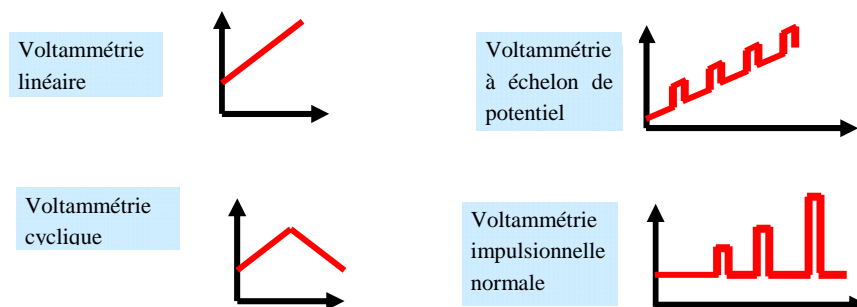 Voltammétrie
linéaire
Voltammétrie
à échelon de
potentiel
Voltammétrie
cyclique
Voltammétrie
impulsionnelle
normale